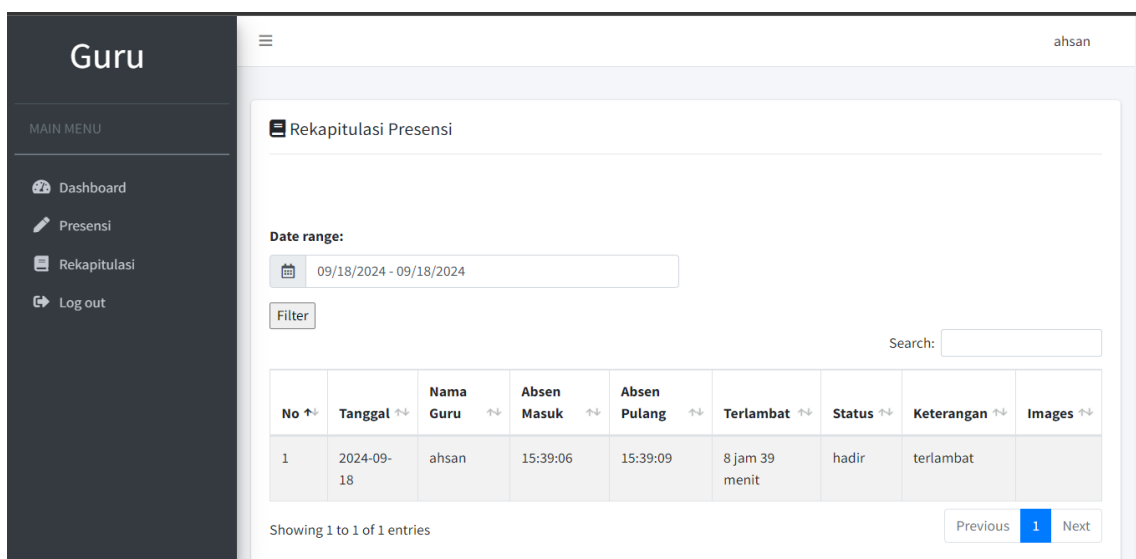 Guru
ahsan
MAIN MENU
Dashboard
Presensi
Rekapitulasi
Log out
Rekapitulasi Presensi
Date range:
09/18/2024 - 09/18/2024
Filter
Search:
No Tanggal Nama Guru Absen Masuk Absen Pulang Terlambat Status Keterangan Images
1 2024-09-18 ahsan 15:39:06 15:39:09 8 jam 39 menit hadir terlambat
Showing 1 to 1 of 1 entries
Previous 1 Next